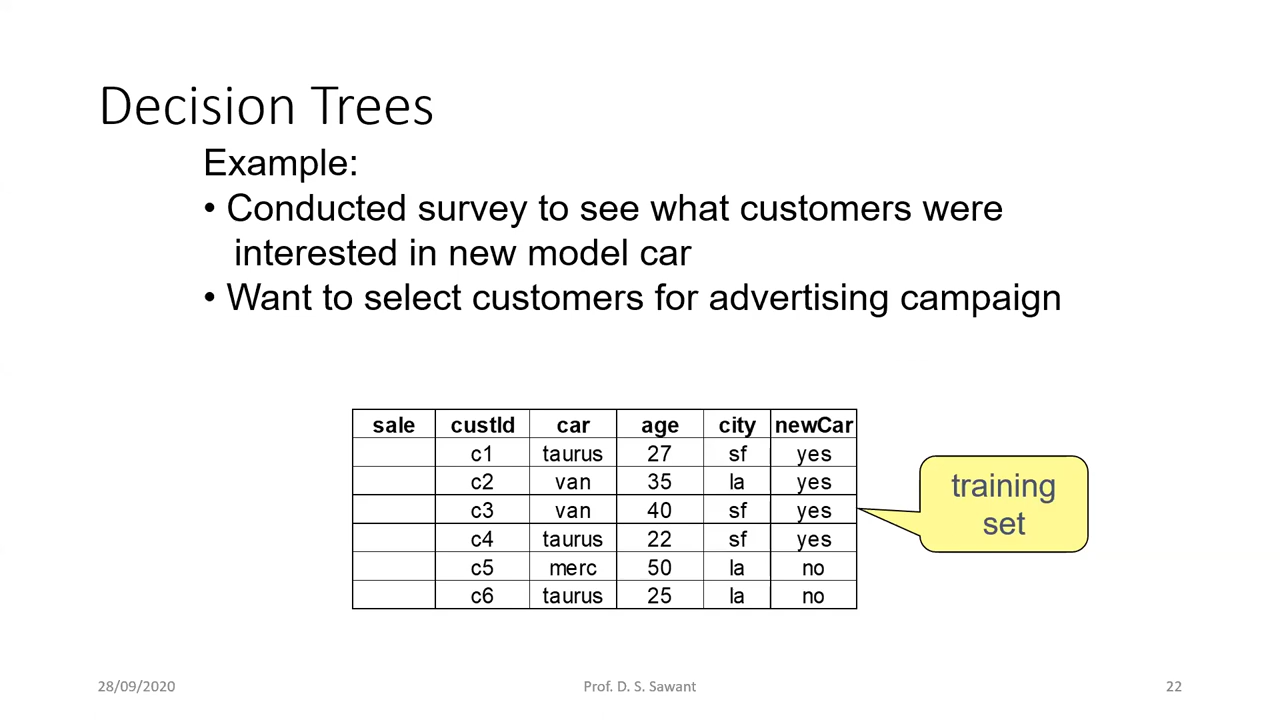 Decision Trees
Example:
• Conducted survey to see what customers were
interested in new model car
• Want to select customers for advertising campaign
sale custId car age city newCar
c1 taurus 27 sf yes
c2 van 35 la yes
c3 van 40 sf yes
c4 taurus 22 sf yes
c5 merc 50 la no
c6 taurus 25 la no
training
set
28/09/2020 Prof. D. S. Sawant 22